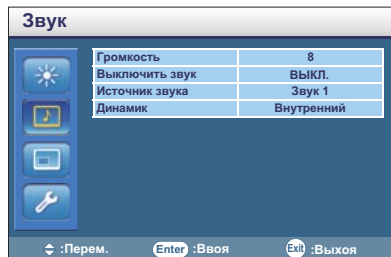 Звук
Громкость 8
Выключить звук ВЫКЛ.
Источник звука Звук 1
Динамик Внутренний
:Перем. Enter :Ввоя Exit :Выхоя